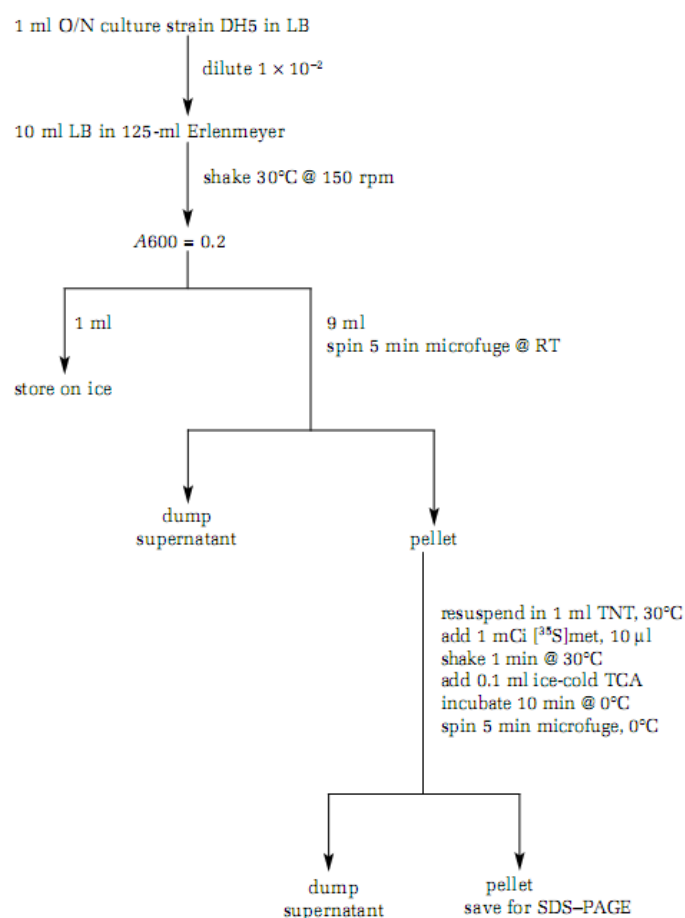 1 ml O/N culture strain DH5 in LB
dilute 1 × 10⁻²
10 ml LB in 125-ml Erlenmeyer
shake 30°C @ 150 rpm
A600 = 0.2
1 ml
9 ml
spin 5 min microfuge @ RT
store on ice
dump
supernatant
pellet
resuspend in 1 ml TNT, 30°C
add 1 mCi [³⁵S]met, 10 μl
shake 1 min @ 30°C
add 0.1 ml ice-cold TCA
incubate 10 min @ 0°C
spin 5 min microfuge, 0°C
dump
supernatant
pellet
save for SDS–PAGE